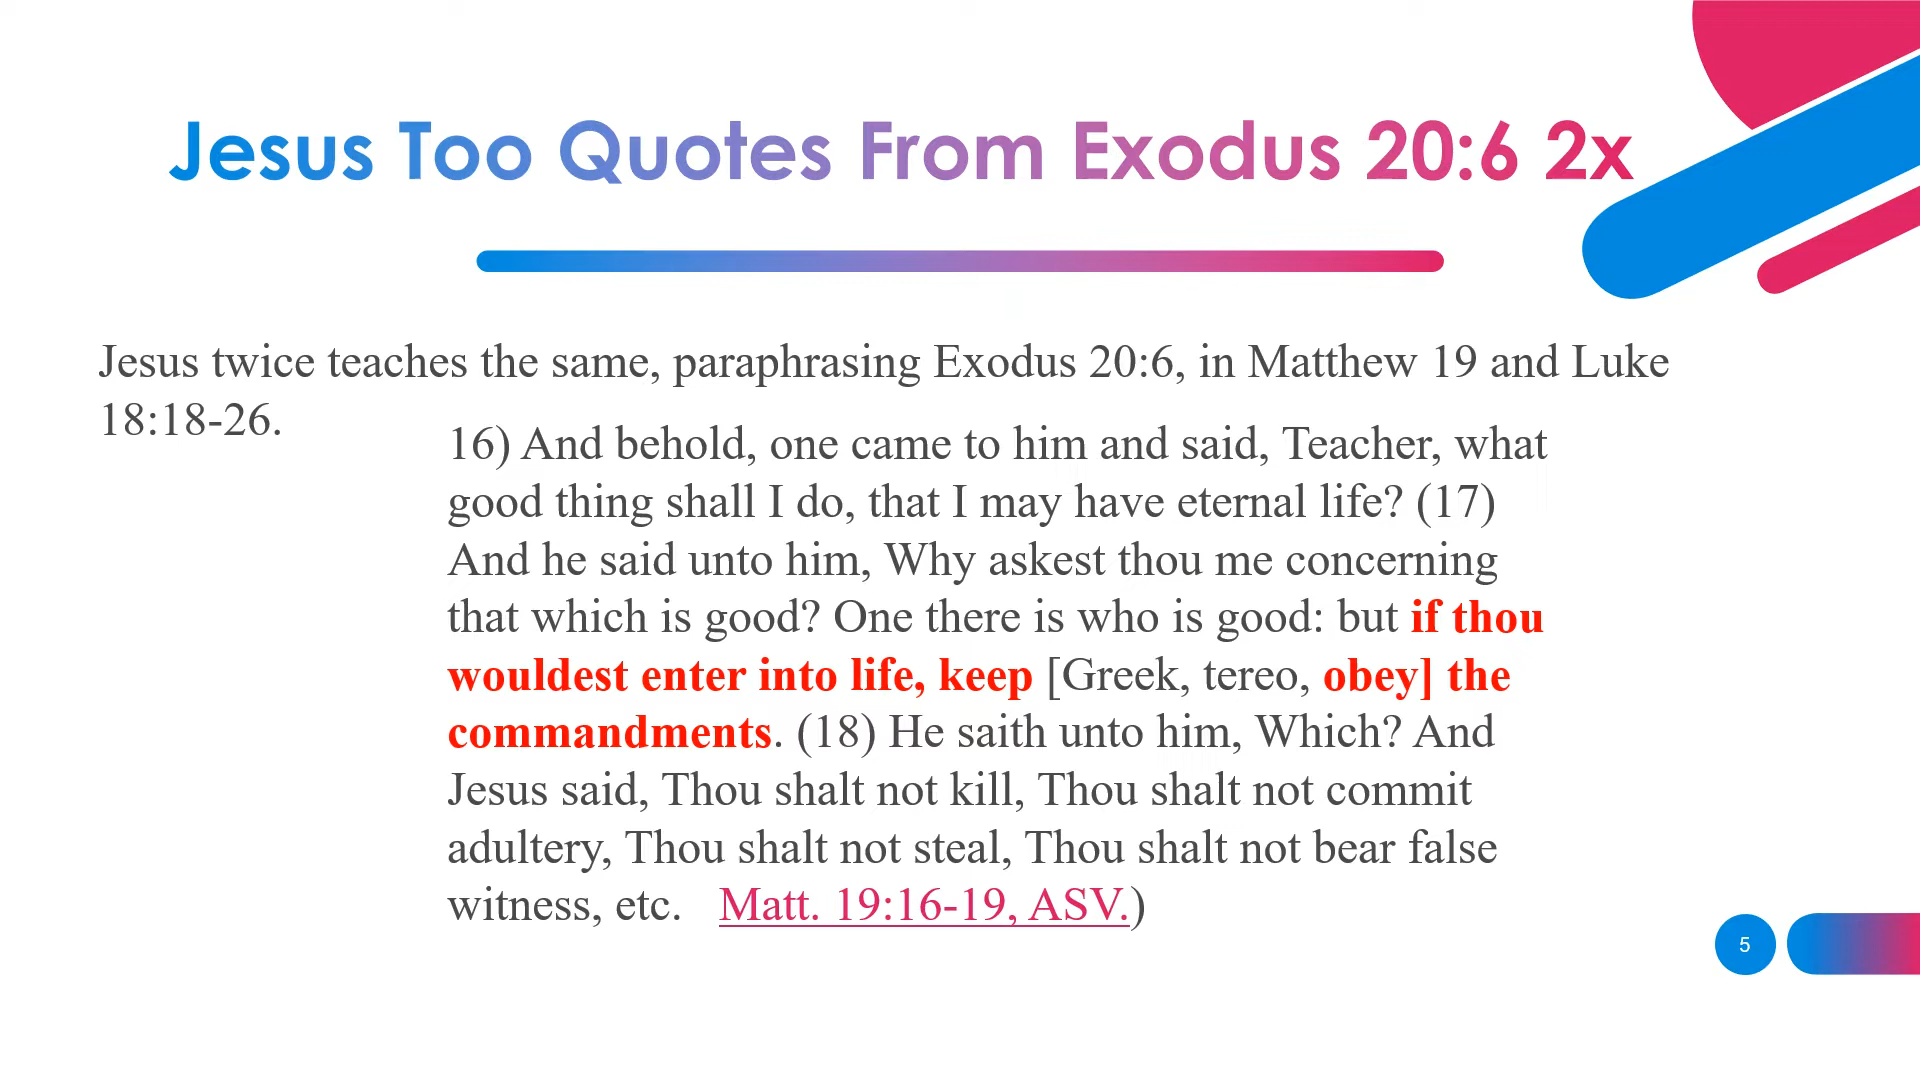 Jesus Too Quotes From Exodus 20:6 2x
Jesus twice teaches the same, paraphrasing Exodus 20:6, in Matthew 19 and Luke
18:18-26.
16) And behold, one came to him and said, Teacher, what
good thing shall I do, that I may have eternal life? (17)
And he said unto him, Why askest thou me concerning
that which is good? One there is who is good: but if thou
wouldest enter into life, keep [Greek, tereo, obey] the
commandments. (18) He saith unto him, Which? And
Jesus said, Thou shalt not kill, Thou shalt not commit
adultery, Thou shalt not steal, Thou shalt not bear false
witness, etc. Matt. 19:16-19, ASV.)
5